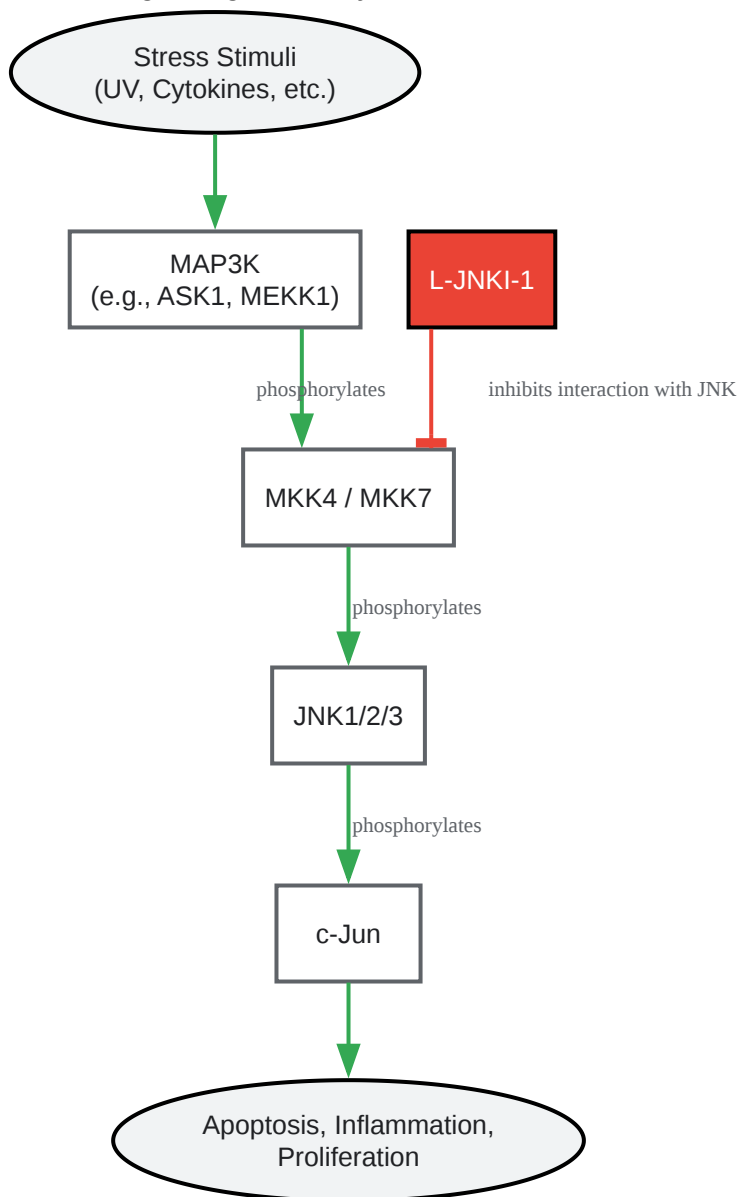 Stress Stimuli
(UV, Cytokines, etc.)
MAP3K
(e.g., ASK1, MEKK1)
L-JNKI-1
phosphorylates
inhibits interaction with JNK
MKK4 / MKK7
phosphorylates
JNK1/2/3
phosphorylates
c-Jun
Apoptosis, Inflammation,
Proliferation